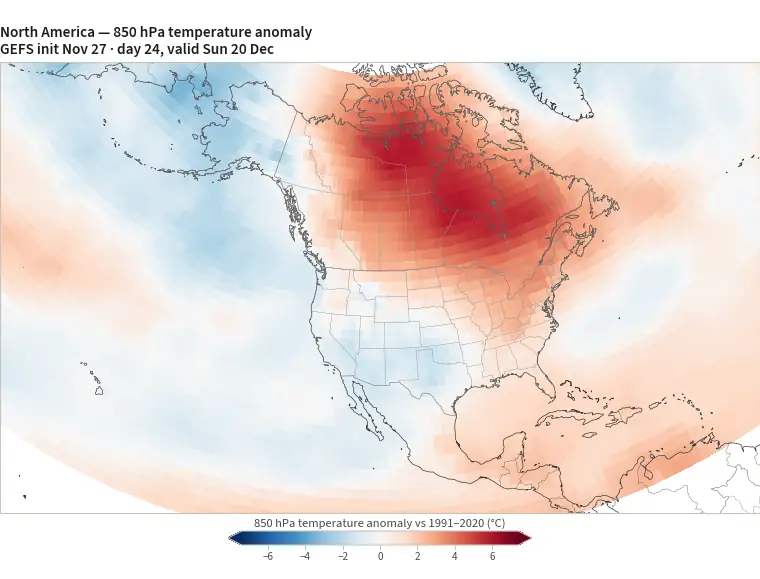 North America — 850 hPa temperature anomaly
GEFS init Nov 27 · day 24, valid Sun 20 Dec
850 hPa temperature anomaly vs 1991–2020 (°C)
−6 −4 −2 0 2 4 6